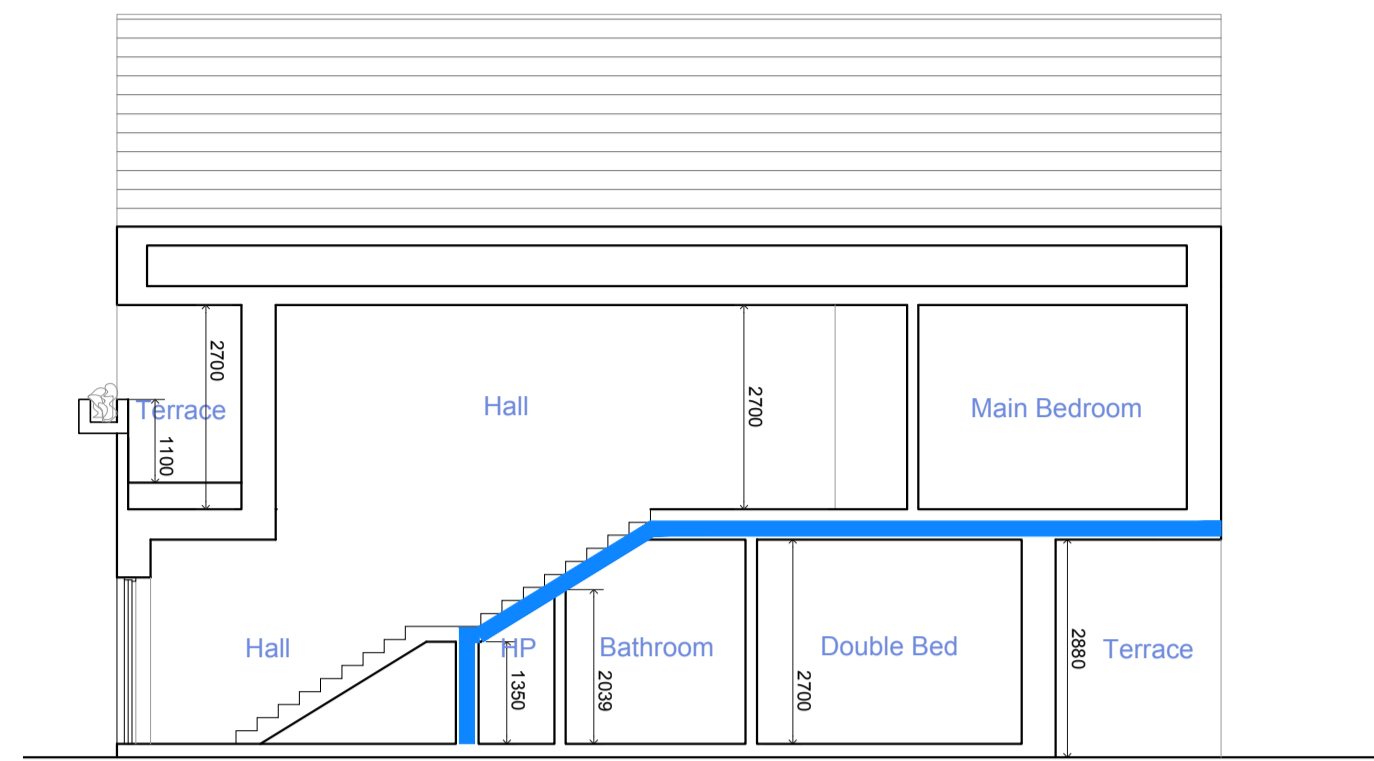 2700
Terrace
1100
Hall
2700
Main Bedroom
Hall
HP
1350
Bathroom
2039
Double Bed
2700
2880
Terrace